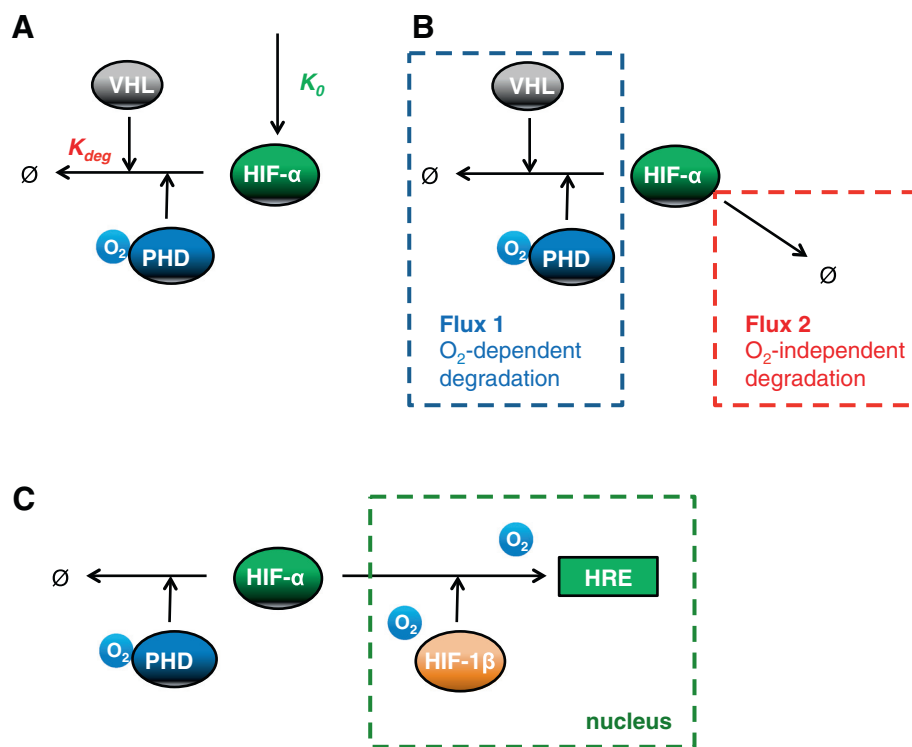 A
VHL
K₀
K_deg
Ø
HIF-α
O₂
PHD
B
VHL
Ø
HIF-α
O₂
PHD
Ø
Flux 1
O₂-dependent
degradation
Flux 2
O₂-independent
degradation
C
O₂
Ø
HIF-α
HRE
O₂
PHD
O₂
HIF-1β
nucleus